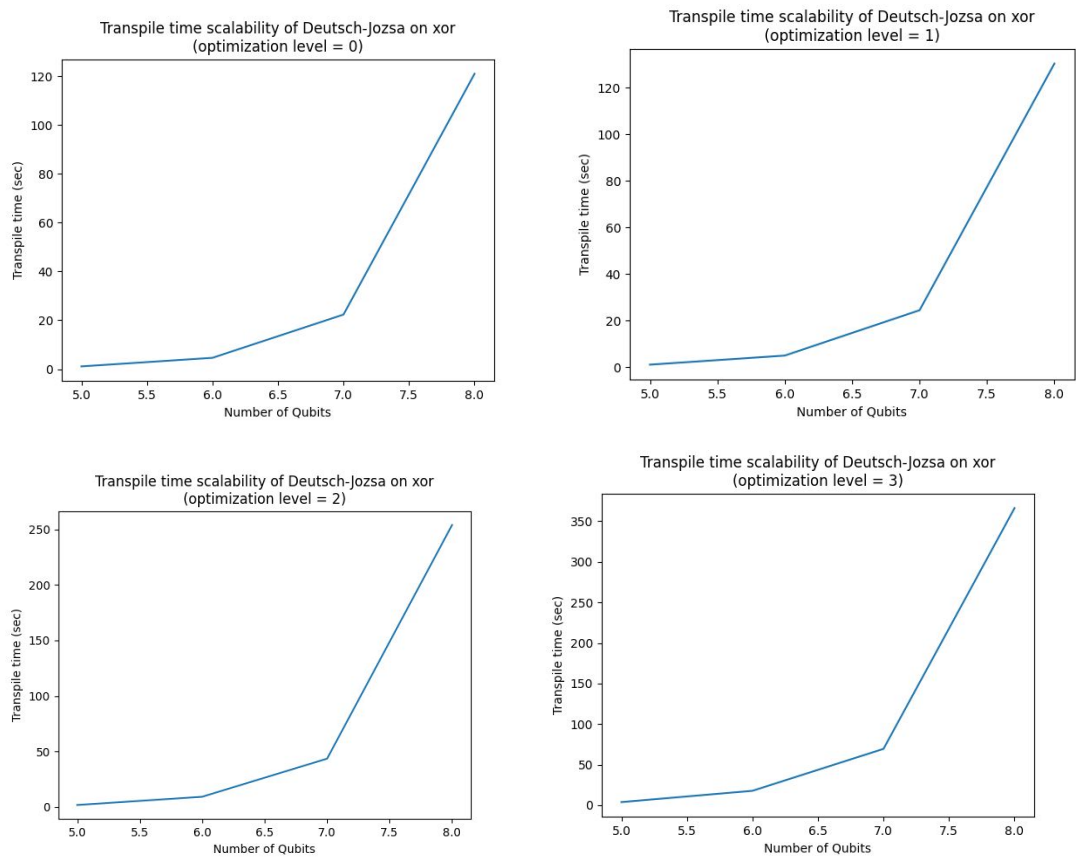 Transpile time scalability of Deutsch-Jozsa on xor
(optimization level = 0)
120
100
80
60
40
20
0
Transpile time (sec)
5.0 5.5 6.0 6.5 7.0 7.5 8.0
Number of Qubits
Transpile time scalability of Deutsch-Jozsa on xor
(optimization level = 1)
120
100
80
60
40
20
0
Transpile time (sec)
5.0 5.5 6.0 6.5 7.0 7.5 8.0
Number of Qubits
Transpile time scalability of Deutsch-Jozsa on xor
(optimization level = 2)
250
200
150
100
50
0
Transpile time (sec)
5.0 5.5 6.0 6.5 7.0 7.5 8.0
Number of Qubits
Transpile time scalability of Deutsch-Jozsa on xor
(optimization level = 3)
350
300
250
200
150
100
50
0
Transpile time (sec)
5.0 5.5 6.0 6.5 7.0 7.5 8.0
Number of Qubits